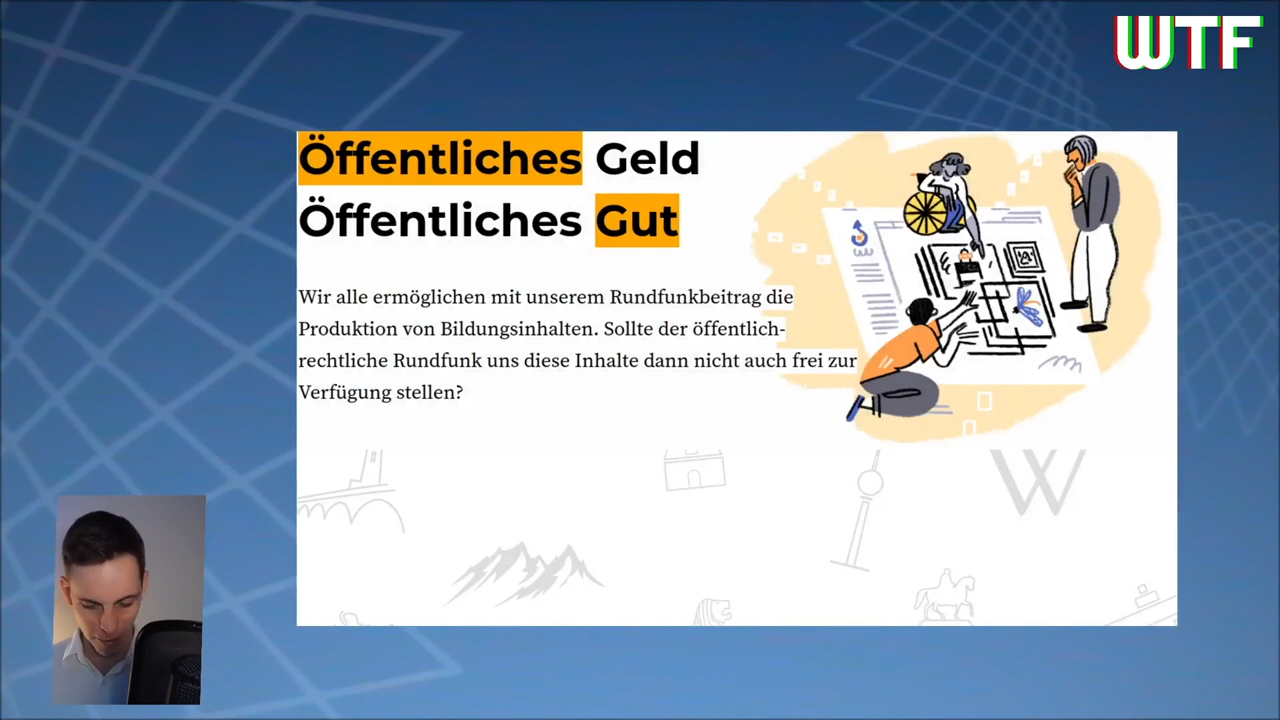 WTF
Öffentliches Geld
Öffentliches Gut
Wir alle ermöglichen mit unserem Rundfunkbeitrag die
Produktion von Bildungsinhalten. Sollte der öffentlich-
rechtliche Rundfunk uns diese Inhalte dann nicht auch frei zur
Verfügung stellen?
W